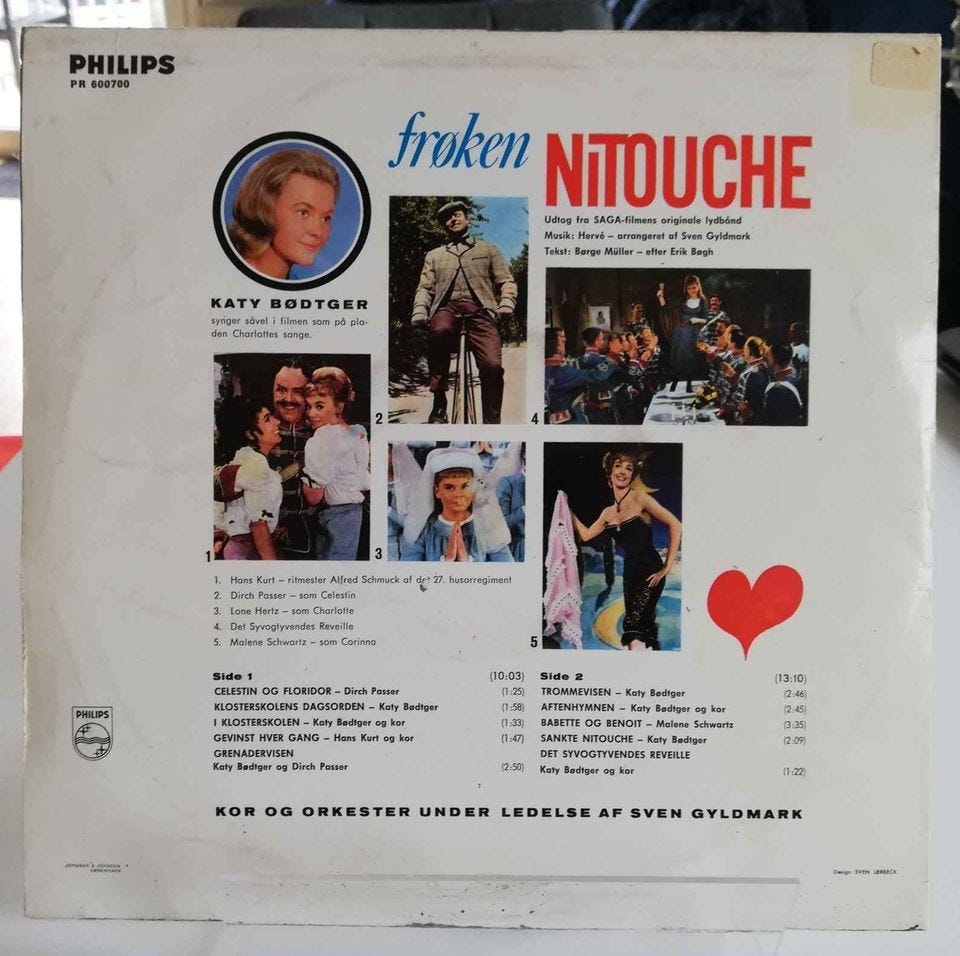 PHILIPS
PR 600700
frøken NiTOUCHE
Udtog fra SAGA-filmens originale lydbånd
Musik: Hervé – arrangeret af Sven Gyldmark
Tekst: Børge Müller – efter Erik Bøgh
KATY BØDTGER
synger såvel i filmen som på pla-
den Charlottes sange.
2
4
1
3
5
1. Hans Kurt – ritmester Alfred Schmuck af det 27. husarregiment
2. Dirch Passer – som Celestin
3. Lone Hertz – som Charlotte
4. Det Syvogtyvendes Reveille
5. Malene Schwartz – som Corinna
Side 1 (10:03)
CELESTIN OG FLORIDOR – Dirch Passer (1:25)
KLOSTERSKOLENS DAGSORDEN – Katy Bødtger (1:58)
I KLOSTERSKOLEN – Katy Bødtger og kor (1:33)
GEVINST HVER GANG – Hans Kurt og kor (1:47)
GRENADERVISEN
Katy Bødtger og Dirch Passer (2:50)
Side 2 (13:10)
TROMMEVISEN – Katy Bødtger (2:46)
AFTENHYMNEN – Katy Bødtger og kor (2:45)
BABETTE OG BENOIT – Malene Schwartz (3:35)
SANKTE NITOUCHE – Katy Bødtger (2:09)
DET SYVOGTYVENDES REVEILLE
Katy Bødtger og kor (1:22)
PHILIPS
KOR OG ORKESTER UNDER LEDELSE AF SVEN GYLDMARK
JOHNSEN & JOHNSEN
KØBENHAVN
Design SVEN LERBECK